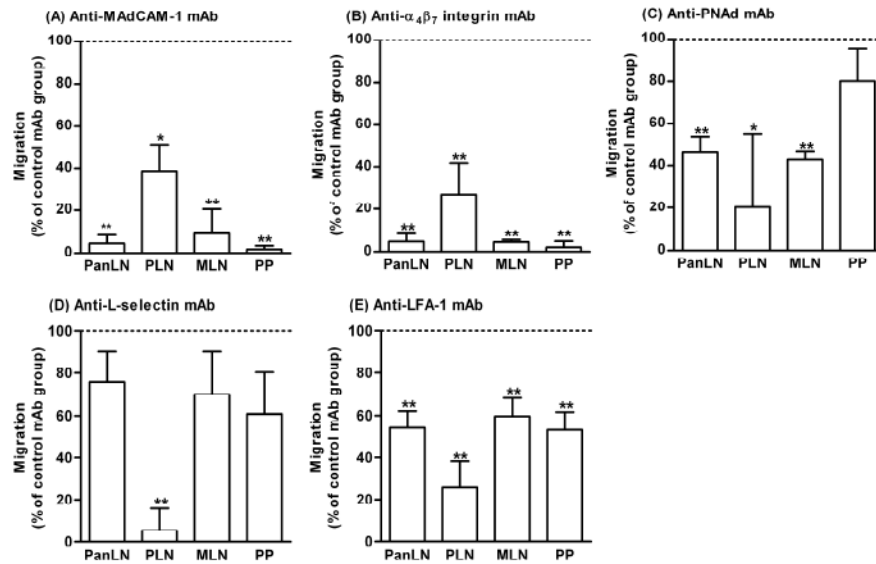 (A) Anti-MAdCAM-1 mAb
100
80
60
40
20
0
Migration
(% of control mAb group)
**
*
**
**
PanLN PLN MLN PP
(B) Anti-α4β7 integrin mAb
100
80
60
40
20
0
Migration
(% of control mAb group)
**
**
**
**
PanLN PLN MLN PP
(C) Anti-PNAd mAb
100
80
60
40
20
0
Migration
(% of control mAb group)
**
*
**
PanLN PLN MLN PP
(D) Anti-L-selectin mAb
100
80
60
40
20
0
Migration
(% of control mAb group)
**
PanLN PLN MLN PP
(E) Anti-LFA-1 mAb
100
80
60
40
20
0
Migration
(% of control mAb group)
**
**
**
**
PanLN PLN MLN PP